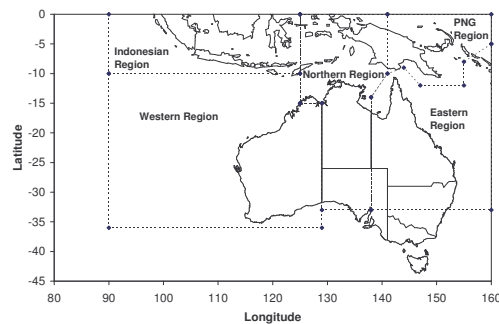 0
-5
-10
-15
-20
-25
-30
-35
-40
-45
Latitude
PNG
Region
Indonesian
Region
Northern Region
Western Region
Eastern
Region
80
90
100
110
120
130
140
150
160
Longitude